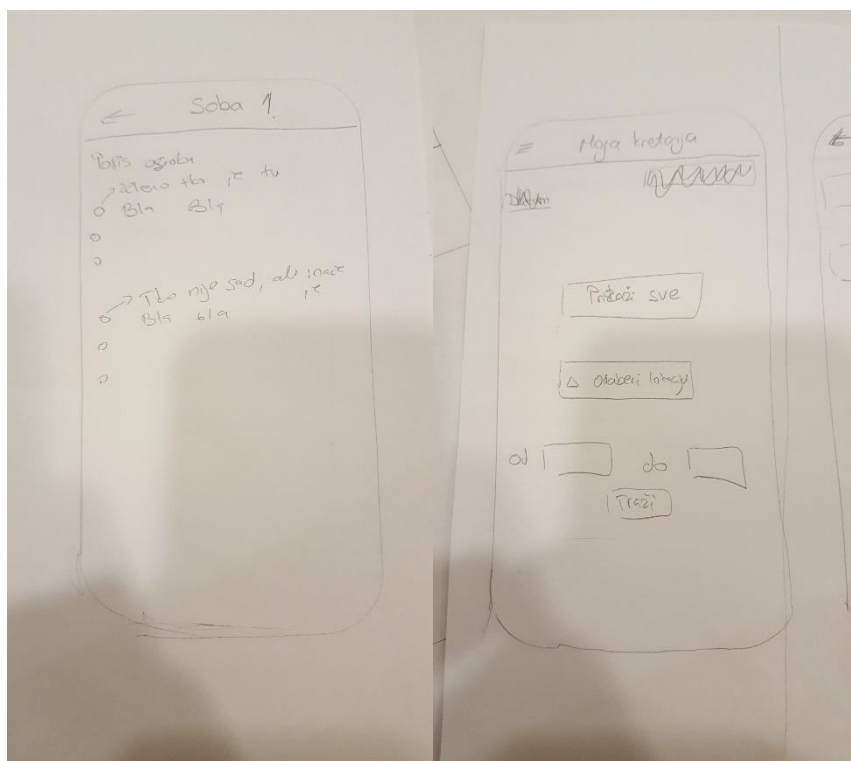 Soba 1
Popis osoba
zeleno tko je tu
Bla Bla
Tko nije sad, ali inače je
Bla bla
Moja kretanja
Datum
Prikaži sve
Odaberi lokaciju
od
do
Traži